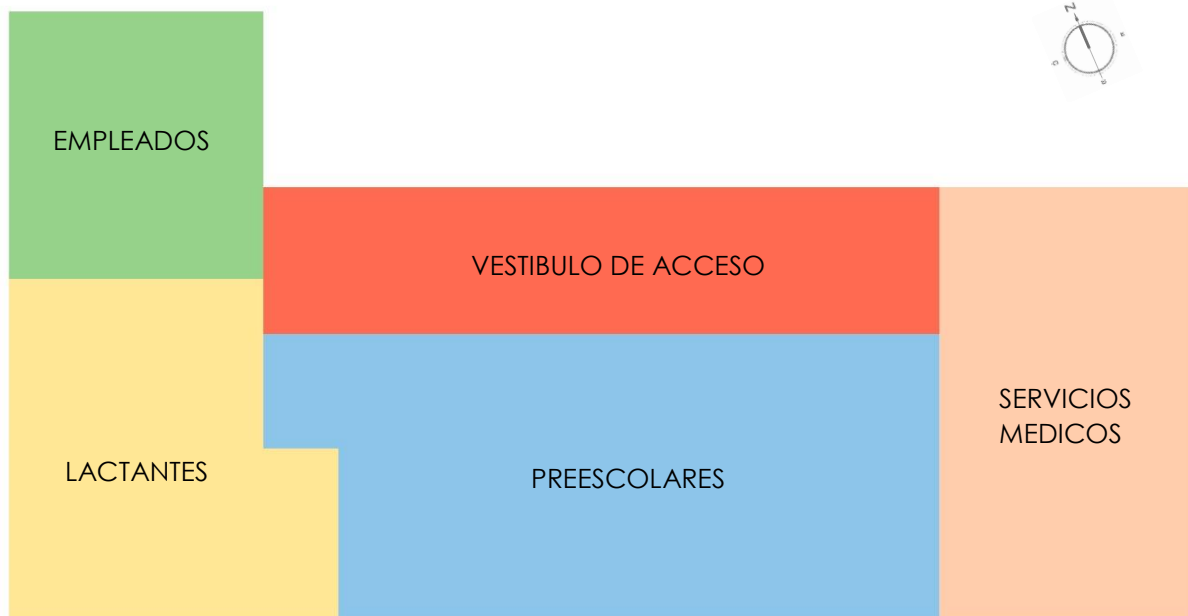 N
EMPLEADOS
VESTIBULO DE ACCESO
SERVICIOS
MEDICOS
LACTANTES
PREESCOLARES